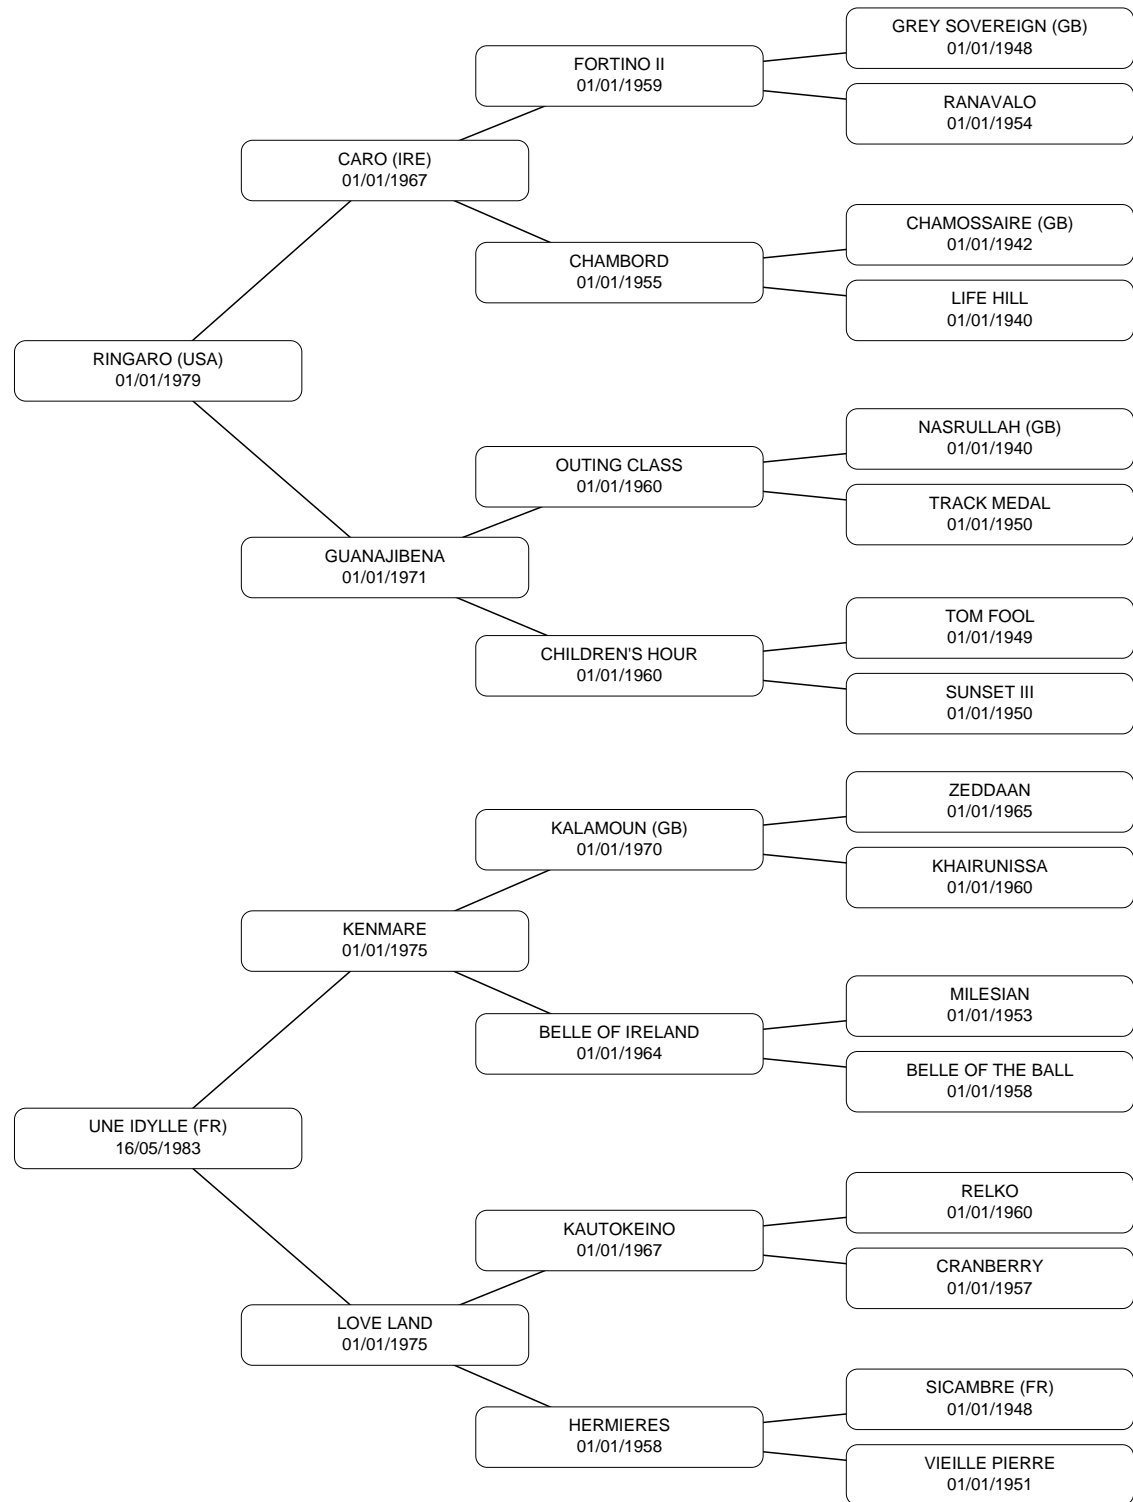 GREY SOVEREIGN (GB)
01/01/1948
FORTINO II
01/01/1959
RANAVALO
01/01/1954
CARO (IRE)
01/01/1967
CHAMOSSAIRE (GB)
01/01/1942
CHAMBORD
01/01/1955
LIFE HILL
01/01/1940
RINGARO (USA)
01/01/1979
NASRULLAH (GB)
01/01/1940
OUTING CLASS
01/01/1960
TRACK MEDAL
01/01/1950
GUANAJIBENA
01/01/1971
TOM FOOL
01/01/1949
CHILDREN'S HOUR
01/01/1960
SUNSET III
01/01/1950
ZEDDAAN
01/01/1965
KALAMOUN (GB)
01/01/1970
KHAIRUNISSA
01/01/1960
KENMARE
01/01/1975
MILESIAN
01/01/1953
BELLE OF IRELAND
01/01/1964
BELLE OF THE BALL
01/01/1958
UNE IDYLLE (FR)
16/05/1983
RELKO
01/01/1960
KAUTOKEINO
01/01/1967
CRANBERRY
01/01/1957
LOVE LAND
01/01/1975
SICAMBRE (FR)
01/01/1948
HERMIERES
01/01/1958
VIEILLE PIERRE
01/01/1951